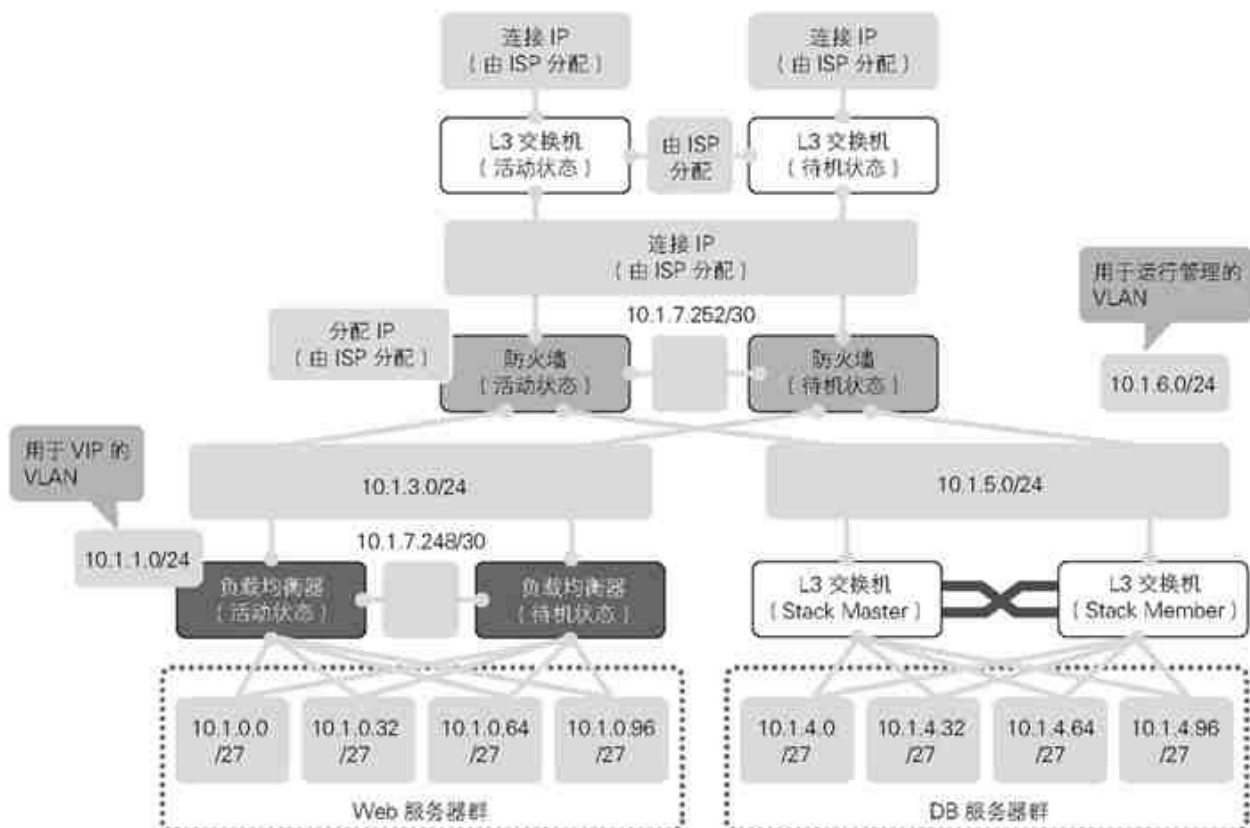 连接 IP
（由 ISP 分配）
连接 IP
（由 ISP 分配）
L3 交换机
（活动状态）
由 ISP
分配
L3 交换机
（待机状态）
连接 IP
（由 ISP 分配）
用于运行管理的
VLAN
10.1.7.252/30
分配 IP
（由 ISP 分配）
防火墙
（活动状态）
防火墙
（待机状态）
10.1.6.0/24
用于 VIP 的
VLAN
10.1.3.0/24
10.1.5.0/24
10.1.1.0/24
10.1.7.248/30
负载均衡器
（活动状态）
负载均衡器
（待机状态）
L3 交换机
（Stack Master）
L3 交换机
（Stack Member）
10.1.0.0
/27
10.1.0.32
/27
10.1.0.64
/27
10.1.0.96
/27
10.1.4.0
/27
10.1.4.32
/27
10.1.4.64
/27
10.1.4.96
/27
Web 服务器群
DB 服务器群